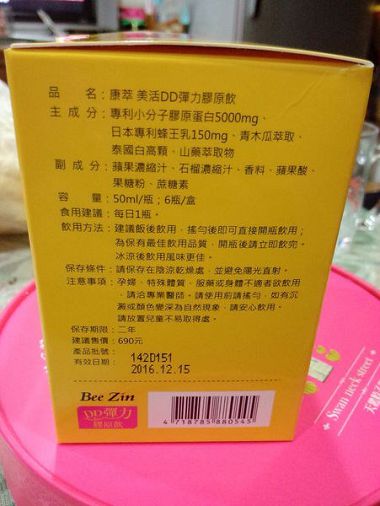 品　　名：康萃 美活DD彈力膠原飲
主 成 分：專利小分子膠原蛋白5000mg、
日本專利蜂王乳150mg、青木瓜萃取、
泰國白高顆、山藥萃取物
副 成 分：蘋果濃縮汁、石榴濃縮汁、香料、蘋果酸、
果糖粉、蔗糖素
容　　量：50ml/瓶；6瓶/盒
食用建議：每日1瓶。
飲用方法：建議飯後飲用，搖勻後即可直接開瓶飲用；
為保有最佳飲用品質，開瓶後請立即飲完。
冰涼後飲用風味更佳。
保存條件：請保存在陰涼乾燥處，並避免陽光直射。
注意事項：孕婦、特殊體質、服藥或身體不適者欲飲用
，請洽專業醫師。請使用前請搖勻，如有沉
澱或顏色變深為自然現象，請安心飲用。
請放置兒童不易取得處。
保存期限：二年
建議售價：690元
產品批號：142D151
有效日期：2016.12.15
Bee Zin
DD彈力
膠原飲
4 718785 880545
Swan neck street